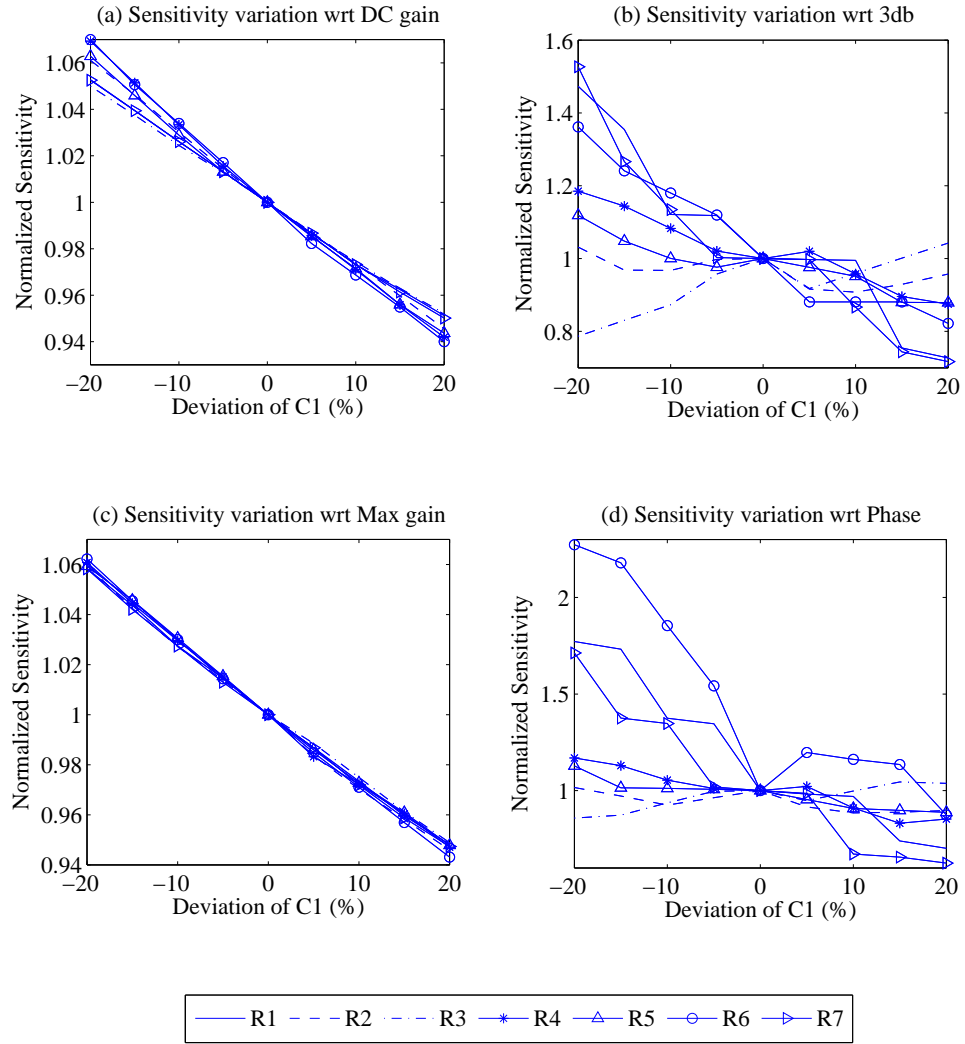 (a) Sensitivity variation wrt DC gain
Normalized Sensitivity
1.06
1.04
1.02
1
0.98
0.96
0.94
−20 −10 0 10 20
Deviation of C1 (%)
(b) Sensitivity variation wrt 3db
Normalized Sensitivity
1.6
1.4
1.2
1
0.8
−20 −10 0 10 20
Deviation of C1 (%)
(c) Sensitivity variation wrt Max gain
Normalized Sensitivity
1.06
1.04
1.02
1
0.98
0.96
0.94
−20 −10 0 10 20
Deviation of C1 (%)
(d) Sensitivity variation wrt Phase
Normalized Sensitivity
2
1.5
1
−20 −10 0 10 20
Deviation of C1 (%)
R1 R2 R3 R4 R5 R6 R7